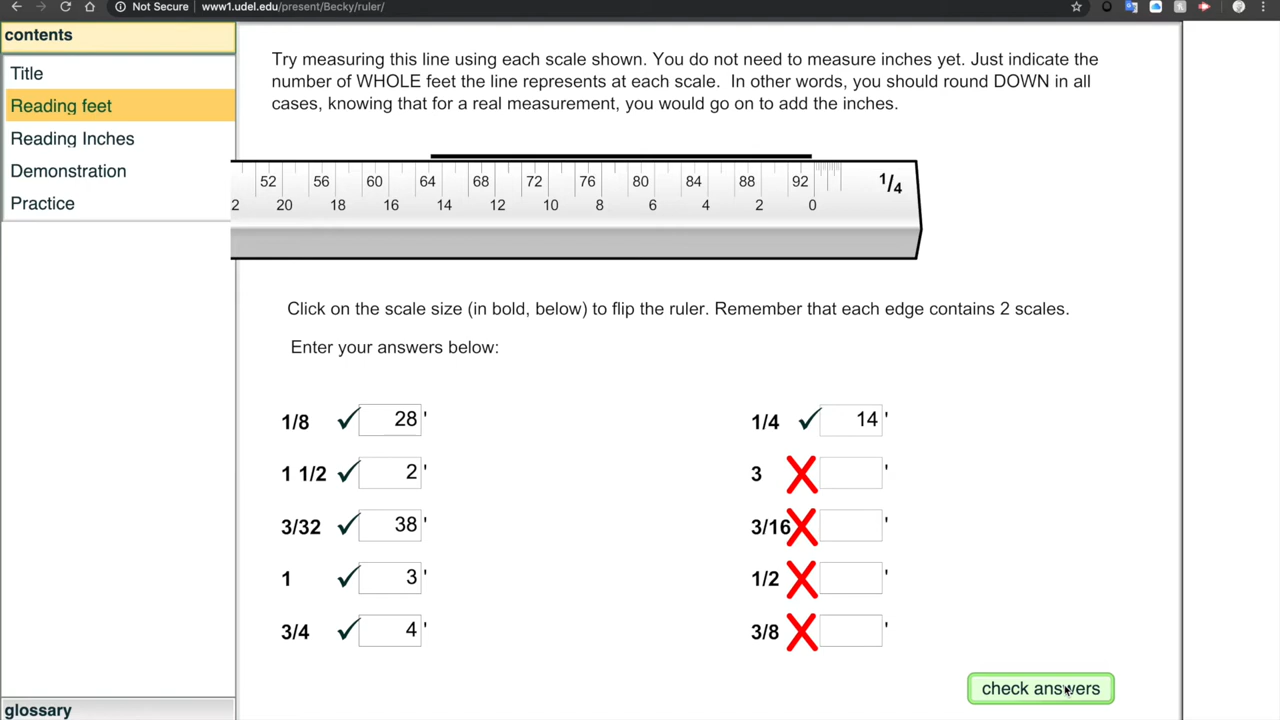 Not Secure | www1.udel.edu/present/Becky/ruler/
contents
Title
Reading feet
Reading Inches
Demonstration
Practice
glossary
Try measuring this line using each scale shown. You do not need to measure inches yet. Just indicate the
number of WHOLE feet the line represents at each scale. In other words, you should round DOWN in all
cases, knowing that for a real measurement, you would go on to add the inches.
52 56 60 64 68 72 76 80 84 88 92 1/4
2 20 18 16 14 12 10 8 6 4 2 0
Click on the scale size (in bold, below) to flip the ruler. Remember that each edge contains 2 scales.
Enter your answers below:
1/8 28 ' 1/4 14 '
1 1/2 2 ' 3 '
3/32 38 ' 3/16 '
1 3 ' 1/2 '
3/4 4 ' 3/8 '
check answers